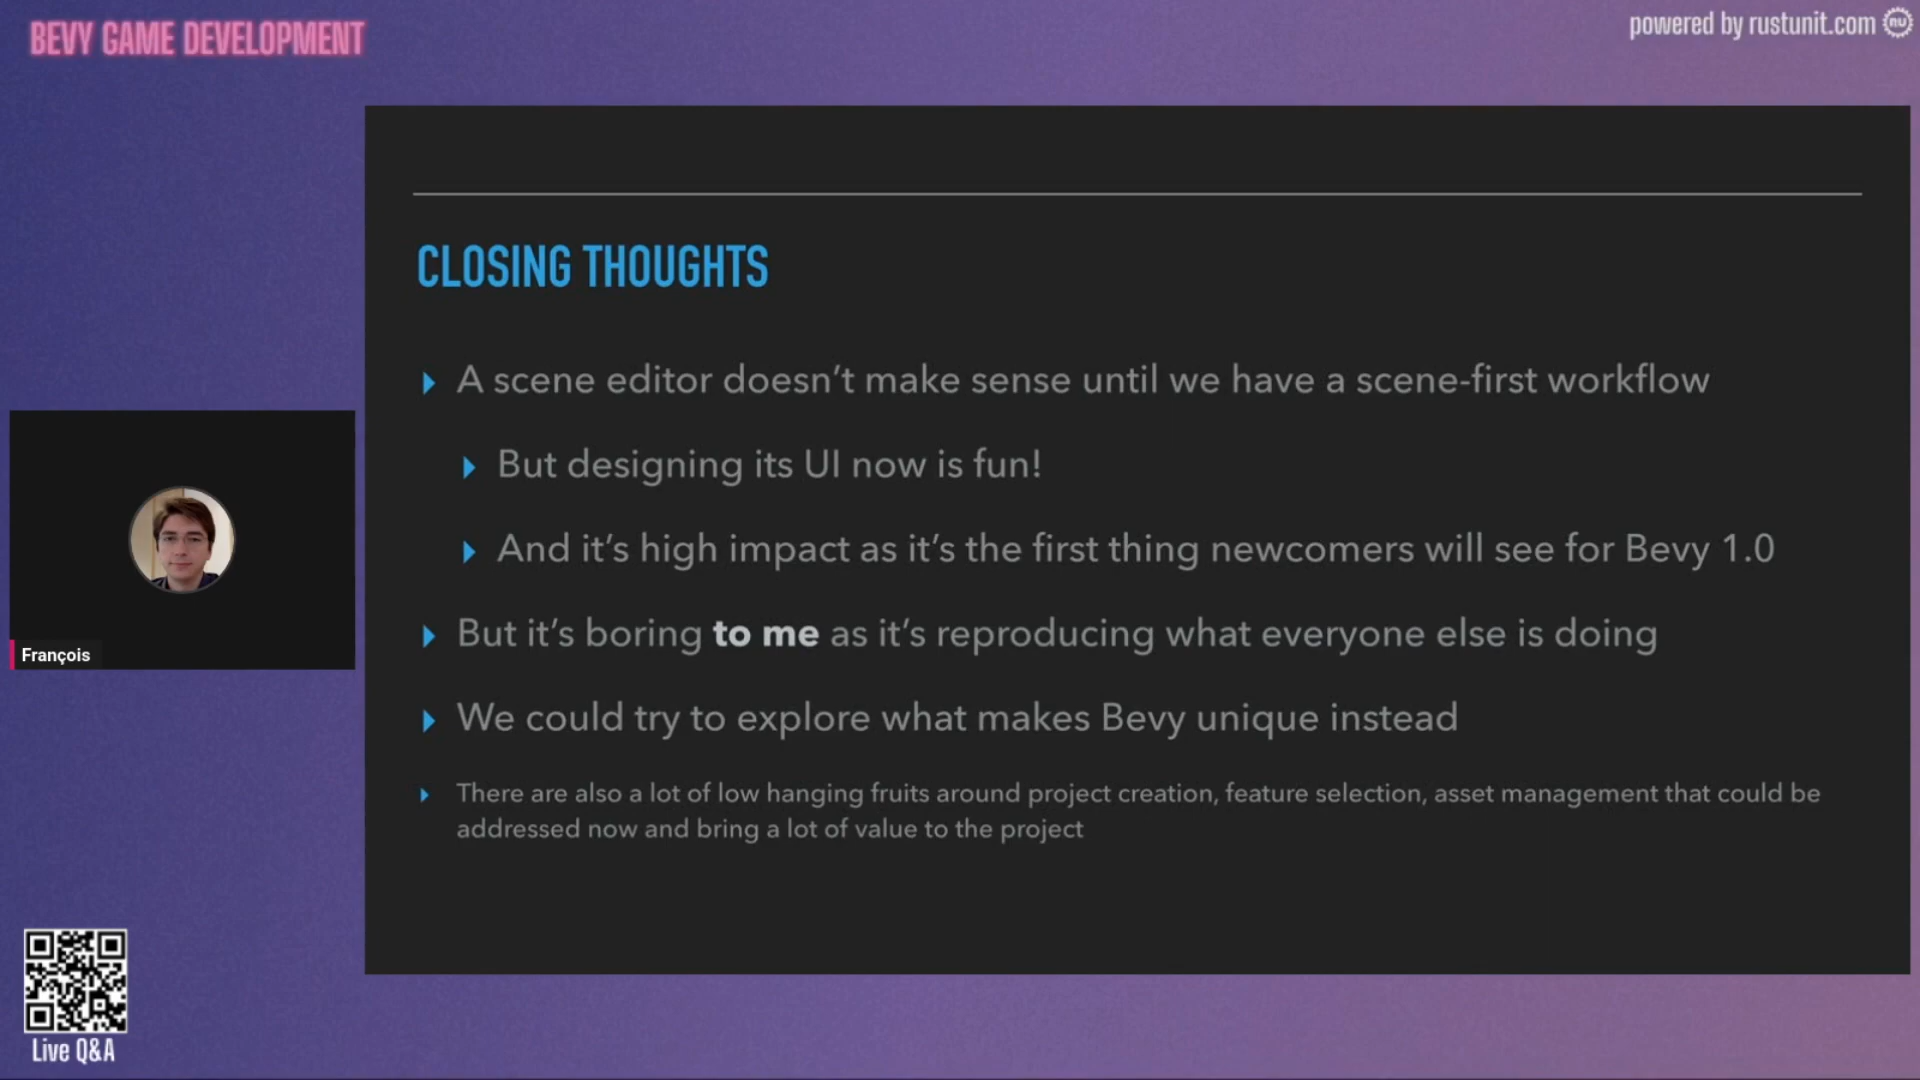 BEVY GAME DEVELOPMENT
powered by rustunit.com
RU
CLOSING THOUGHTS
A scene editor doesn’t make sense until we have a scene-first workflow
But designing its UI now is fun!
And it’s high impact as it’s the first thing newcomers will see for Bevy 1.0
But it’s boring to me as it’s reproducing what everyone else is doing
We could try to explore what makes Bevy unique instead
There are also a lot of low hanging fruits around project creation, feature selection, asset management that could be
addressed now and bring a lot of value to the project
François
Live Q&A